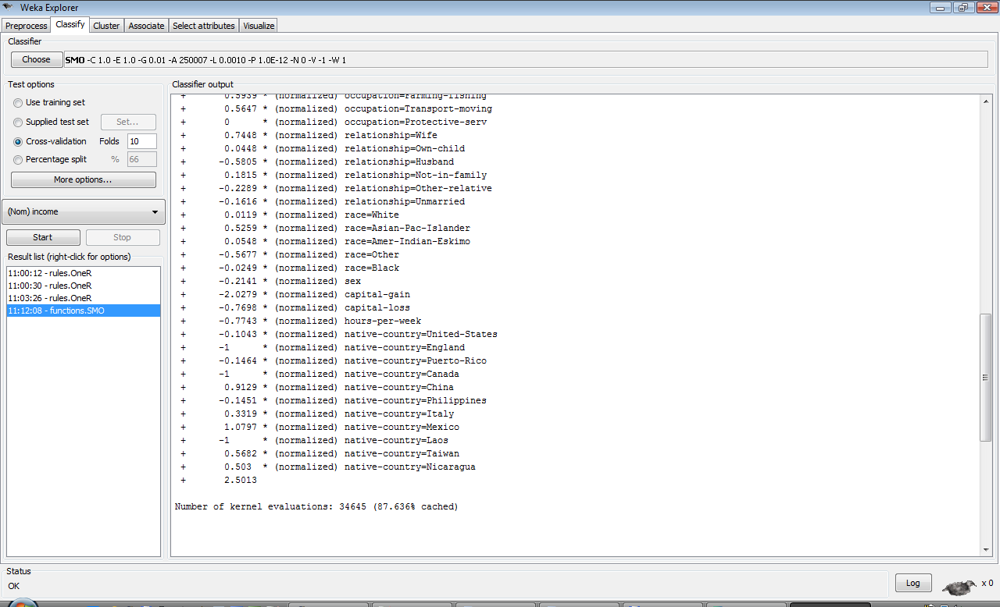 Weka Explorer
Preprocess Classify Cluster Associate Select attributes Visualize
Classifier
Choose SMO -C 1.0 -E 1.0 -G 0.01 -A 250007 -L 0.0010 -P 1.0E-12 -N 0 -V -1 -W 1
Test options
Use training set
Supplied test set Set...
Cross-validation Folds 10
Percentage split % 66
More options...
(Nom) income
Start Stop
Result list (right-click for options)
11:00:12 - rules.OneR
11:00:30 - rules.OneR
11:03:26 - rules.OneR
11:12:08 - functions.SMO
Classifier output
+ 0.5939 * (normalized) occupation=Farming-fishing
+ 0.5647 * (normalized) occupation=Transport-moving
+ 0 * (normalized) occupation=Protective-serv
+ 0.7448 * (normalized) relationship=Wife
+ 0.0448 * (normalized) relationship=Own-child
+ -0.5805 * (normalized) relationship=Husband
+ 0.1815 * (normalized) relationship=Not-in-family
+ -0.2289 * (normalized) relationship=Other-relative
+ -0.1616 * (normalized) relationship=Unmarried
+ 0.0119 * (normalized) race=White
+ 0.5259 * (normalized) race=Asian-Pac-Islander
+ 0.0548 * (normalized) race=Amer-Indian-Eskimo
+ -0.5677 * (normalized) race=Other
+ -0.0249 * (normalized) race=Black
+ -0.2141 * (normalized) sex
+ -2.0279 * (normalized) capital-gain
+ -0.7698 * (normalized) capital-loss
+ -0.7743 * (normalized) hours-per-week
+ -0.1043 * (normalized) native-country=United-States
+ -1 * (normalized) native-country=England
+ -0.1464 * (normalized) native-country=Puerto-Rico
+ -1 * (normalized) native-country=Canada
+ 0.9129 * (normalized) native-country=China
+ -0.1451 * (normalized) native-country=Philippines
+ 0.3319 * (normalized) native-country=Italy
+ 1.0797 * (normalized) native-country=Mexico
+ -1 * (normalized) native-country=Laos
+ 0.5682 * (normalized) native-country=Taiwan
+ 0.503 * (normalized) native-country=Nicaragua
+ 2.5013
Number of kernel evaluations: 34645 (87.636% cached)
Status
OK
Log x 0